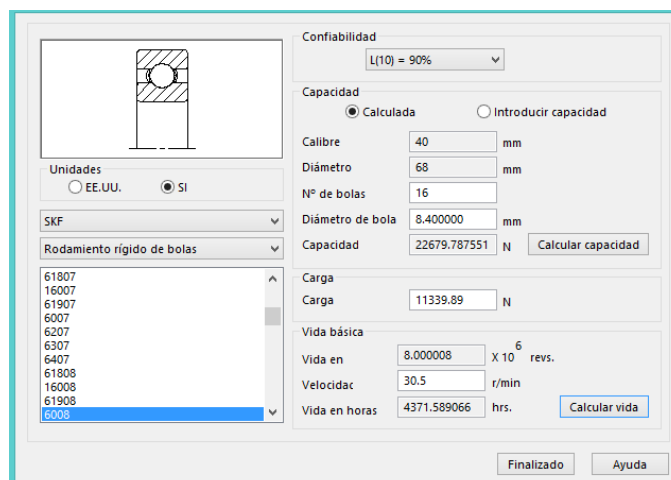 Confiabilidad
L(10) = 90%
Capacidad
Calculada
Introducir capacidad
Calibre 40 mm
Diámetro 68 mm
Nº de bolas 16
Diámetro de bola 8.400000 mm
Capacidad 22679.787551 N Calcular capacidad
Unidades
EE.UU. SI
SKF
Rodamiento rígido de bolas
61807
16007
61907
6007
6207
6307
6407
61808
16008
61908
6008
Carga
Carga 11339.89 N
Vida básica
Vida en 8.000008 X 10 6 revs.
Velocidac 30.5 r/min
Vida en horas 4371.589066 hrs. Calcular vida
Finalizado Ayuda